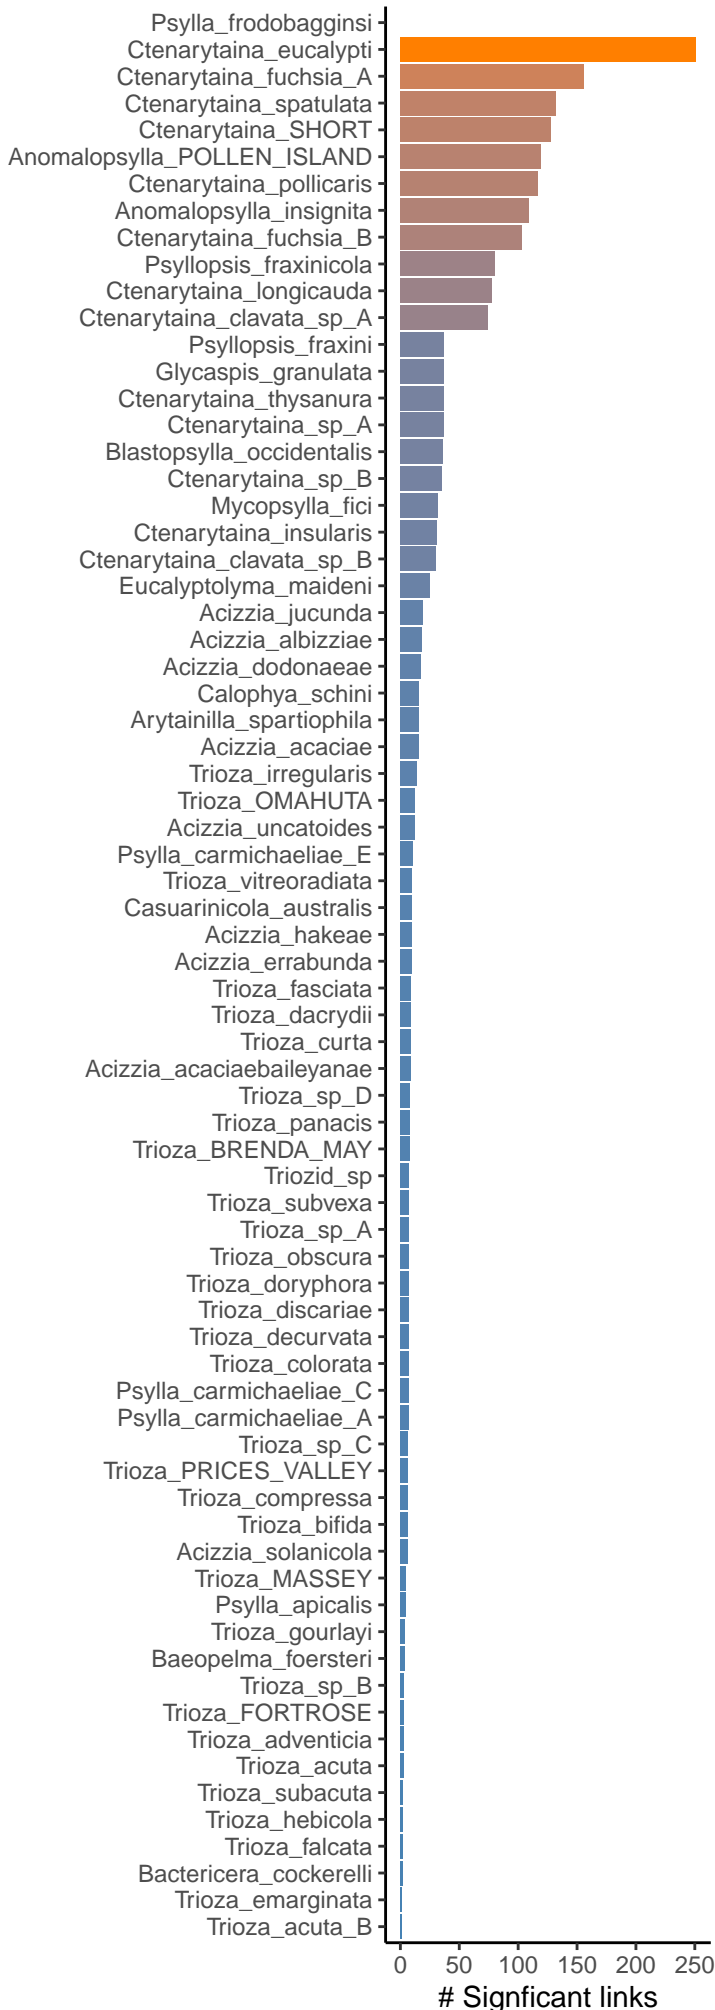 Psylla_frodobagginsi
Ctenarytaina_eucalypti
Ctenarytaina_fuchsia_A
Ctenarytaina_spatulata
Ctenarytaina_SHORT
Anomalopsylla_POLLEN_ISLAND
Ctenarytaina_pollicaris
Anomalopsylla_insignita
Ctenarytaina_fuchsia_B
Psyllopsis_fraxinicola
Ctenarytaina_longicauda
Ctenarytaina_clavata_sp_A
Psyllopsis_fraxini
Glycaspis_granulata
Ctenarytaina_thysanura
Ctenarytaina_sp_A
Blastopsylla_occidentalis
Ctenarytaina_sp_B
Mycopsylla_fici
Ctenarytaina_insularis
Ctenarytaina_clavata_sp_B
Eucalyptolyma_maideni
Acizzia_jucunda
Acizzia_albizziae
Acizzia_dodonaeae
Calophya_schini
Arytainilla_spartiophila
Acizzia_acaciae
Trioza_irregularis
Trioza_OMAHUTA
Acizzia_uncatoides
Psylla_carmichaeliae_E
Trioza_vitreoradiata
Casuarinicola_australis
Acizzia_hakeae
Acizzia_errabunda
Trioza_fasciata
Trioza_dacrydii
Trioza_curta
Acizzia_acaciaebaileyanae
Trioza_sp_D
Trioza_panacis
Trioza_BRENDA_MAY
Triozid_sp
Trioza_subvexa
Trioza_sp_A
Trioza_obscura
Trioza_doryphora
Trioza_discariae
Trioza_decurvata
Trioza_colorata
Psylla_carmichaeliae_C
Psylla_carmichaeliae_A
Trioza_sp_C
Trioza_PRICES_VALLEY
Trioza_compressa
Trioza_bifida
Acizzia_solanicola
Trioza_MASSEY
Psylla_apicalis
Trioza_gourlayi
Baeopelma_foersteri
Trioza_sp_B
Trioza_FORTROSE
Trioza_adventicia
Trioza_acuta
Trioza_subacuta
Trioza_hebicola
Trioza_falcata
Bactericera_cockerelli
Trioza_emarginata
Trioza_acuta_B
0 50 100 150 200 250
# Signficant links